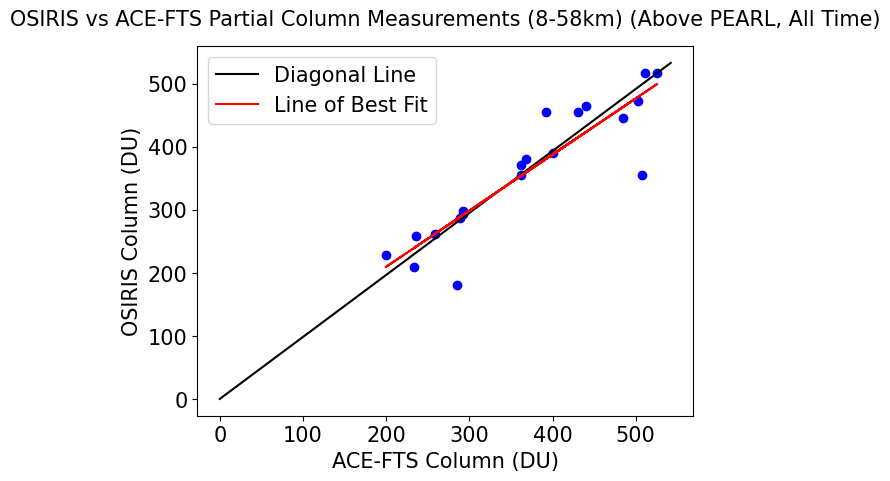 OSIRIS vs ACE-FTS Partial Column Measurements (8-58km) (Above PEARL, All Time)
Diagonal Line
Line of Best Fit
OSIRIS Column (DU)
500
400
300
200
100
0
0 100 200 300 400 500
ACE-FTS Column (DU)